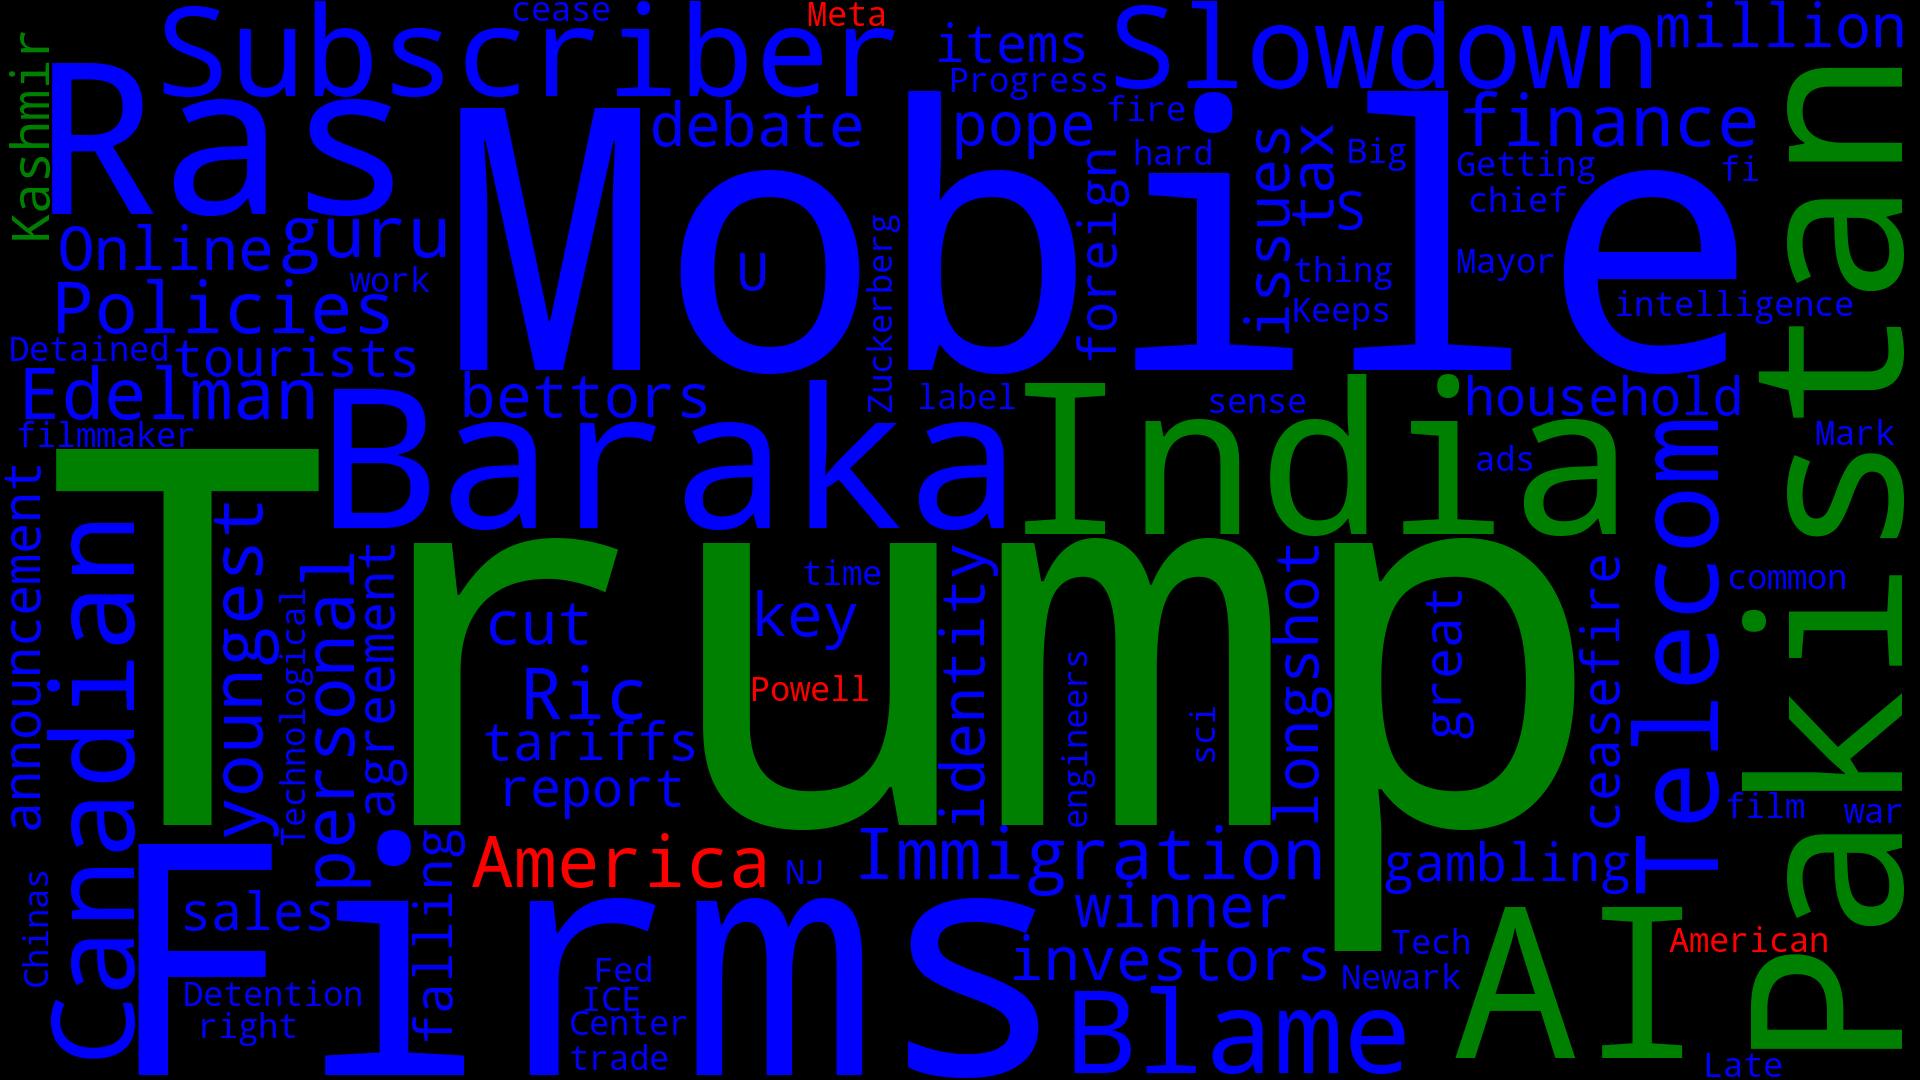 cease
Meta
Subscriber
items
Slowdown
million
Kashmir
Ras
Progress
debate
pope
fire
finance
Mobile
hard
issues
tax
Big
Getting
fi
chief
S
Online
guru
work
U
Zuckerberg
foreign
thing
Mayor
Keeps
intelligence
Policies
Detained
tourists
Edelman
bettors
label
sense
household
filmmaker
Baraka
India
ads
Mark
Pakistan
announcement
Canadian
Trump
youngest
Technological
personal
agreement
time
cut
key
identity
longshot
great
ceasefire
Telecom
common
Ric
Powell
engineers
sci
tariffs
report
film
war
falling
America
NJ
Immigration
gambling
Chinas
Firms
sales
winner
investors
Tech
American
Fed
Newark
AI
Detention
ICE
right
Center
trade
Blame
Late